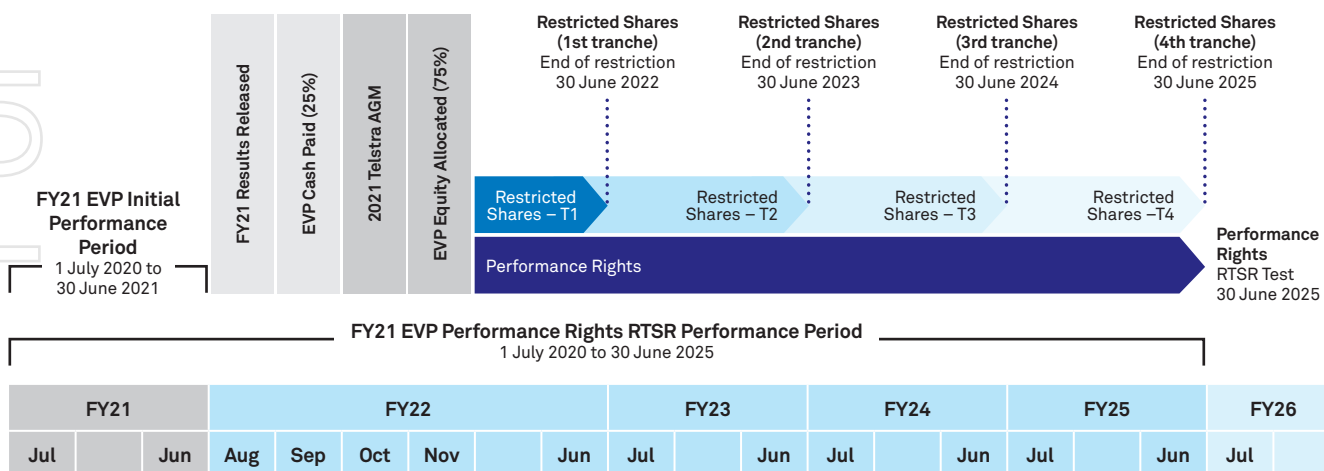 FY21 EVP Initial
Performance
Period
1 July 2020 to
30 June 2021
FY21 Results Released
EVP Cash Paid (25%)
2021 Telstra AGM
EVP Equity Allocated (75%)
Restricted Shares
(1st tranche)
End of restriction
30 June 2022
Restricted Shares
(2nd tranche)
End of restriction
30 June 2023
Restricted Shares
(3rd tranche)
End of restriction
30 June 2024
Restricted Shares
(4th tranche)
End of restriction
30 June 2025
Restricted
Shares – T1
Restricted
Shares – T2
Restricted
Shares – T3
Restricted
Shares –T4
Performance Rights
Performance
Rights
RTSR Test
30 June 2025
FY21 EVP Performance Rights RTSR Performance Period
1 July 2020 to 30 June 2025
FY21 FY22 FY23 FY24 FY25 FY26
Jul Jun Aug Sep Oct Nov Jun Jul Jun Jul Jun Jul Jun Jul